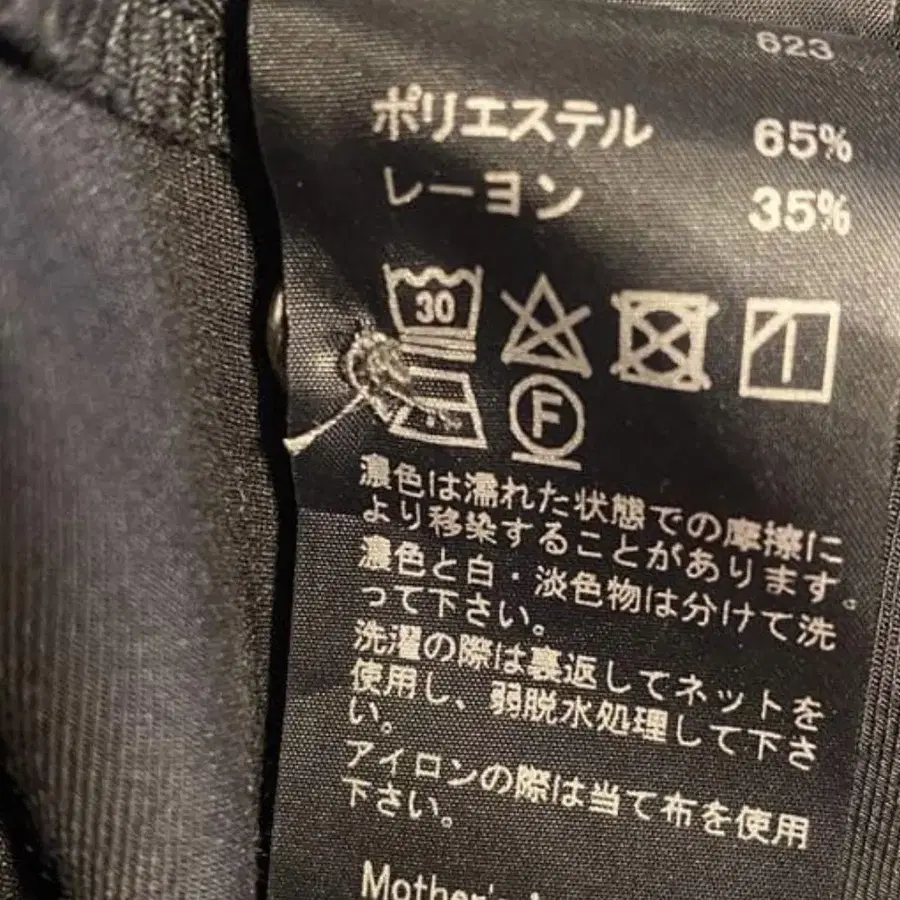 623
ポリエステル 65%
レーヨン 35%
30
F
濃色は濡れた状態での摩擦に
より移染することがあります。
濃色と白・淡色物は分けて洗
って下さい。
洗濯の際は裏返してネットを
使用し、弱脱水処理して下さ
い。
アイロンの際は当て布を使用
下さい。
Mother's